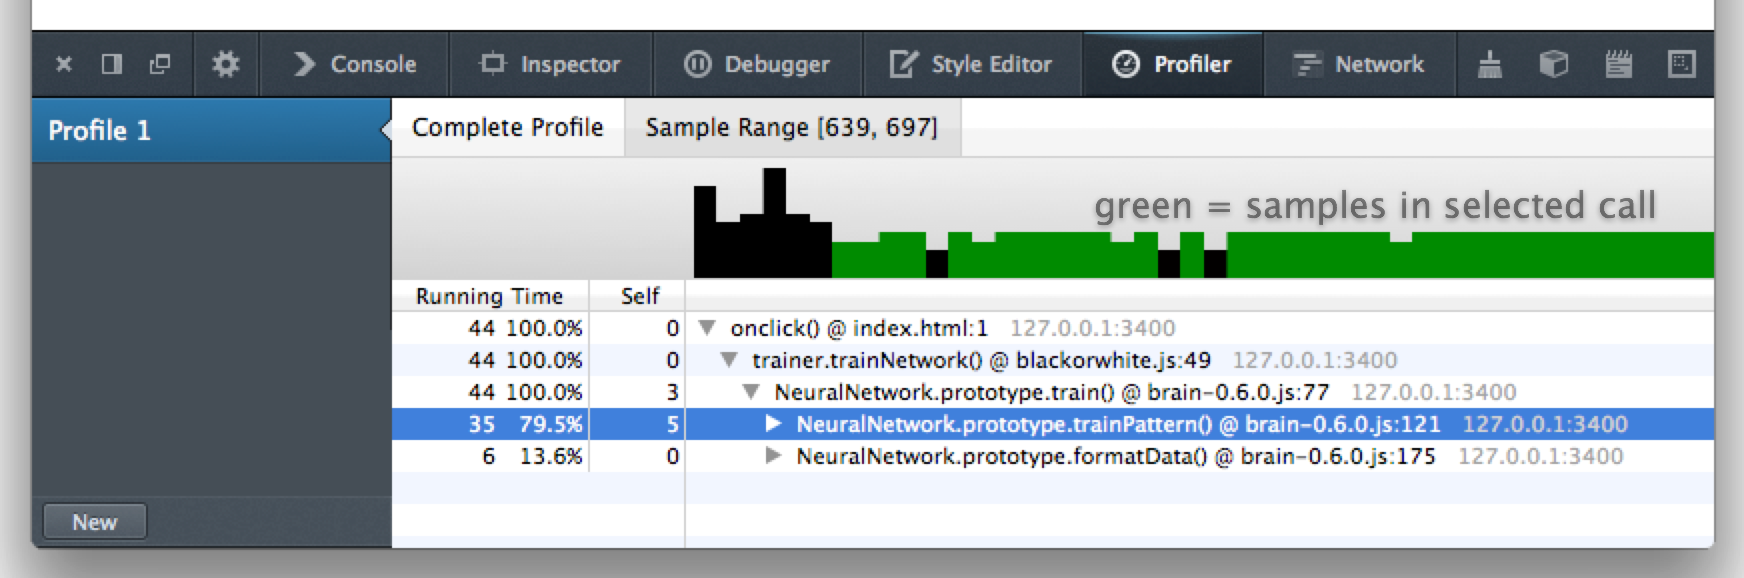 Console Inspector Debugger Style Editor Profiler Network
Profile 1
Complete Profile Sample Range [639, 697]
green = samples in selected call
Running Time Self
44 100.0% 0 onclick() @ index.html:1 127.0.0.1:3400
44 100.0% 0 trainer.trainNetwork() @ blackorwhite.js:49 127.0.0.1:3400
44 100.0% 3 NeuralNetwork.prototype.train() @ brain-0.6.0.js:77 127.0.0.1:3400
35 79.5% 5 NeuralNetwork.prototype.trainPattern() @ brain-0.6.0.js:121 127.0.0.1:3400
6 13.6% 0 NeuralNetwork.prototype.formatData() @ brain-0.6.0.js:175 127.0.0.1:3400
New